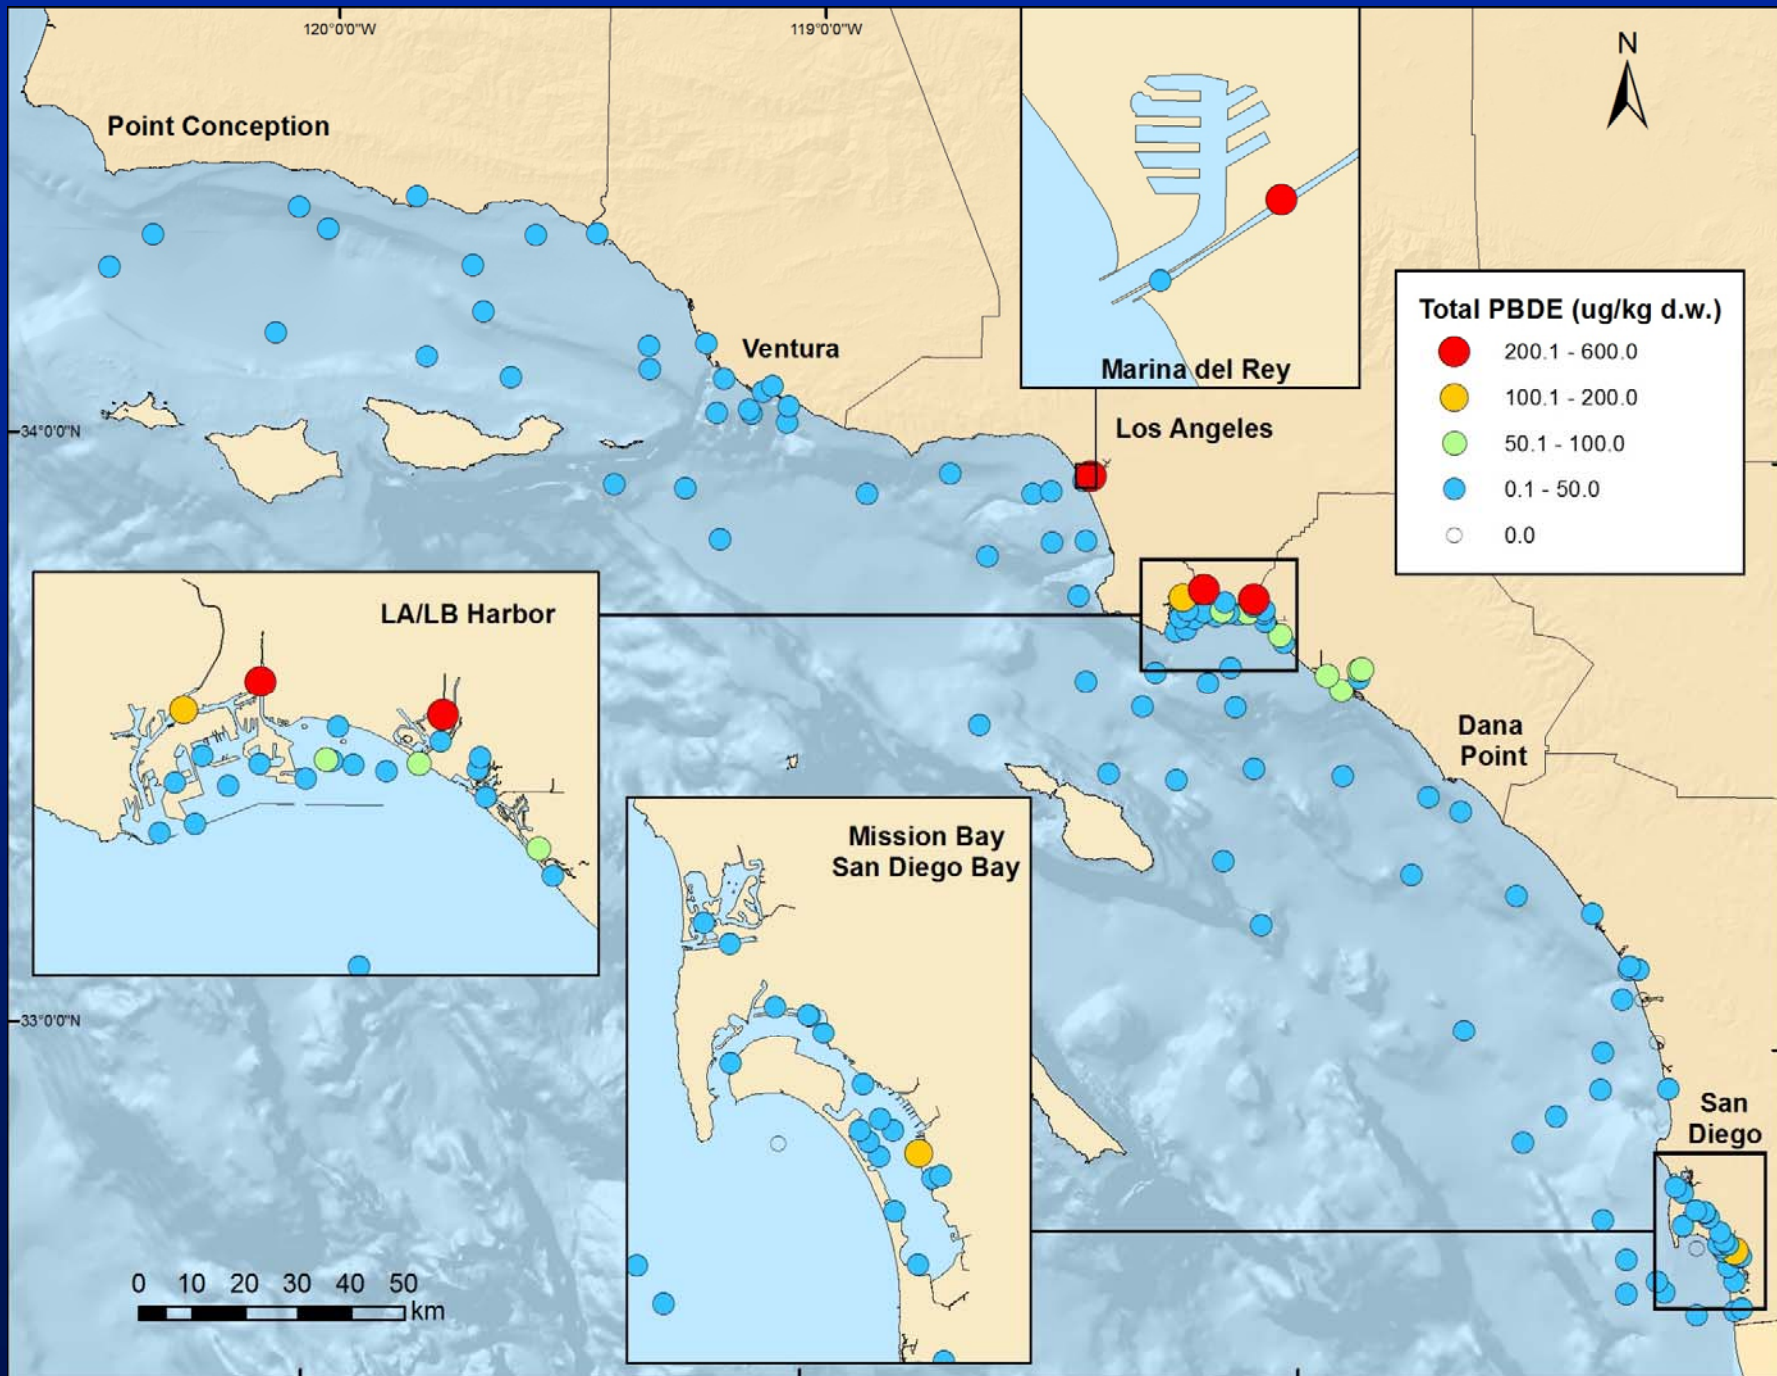 120°0'0"W
119°0'0"W
N
Point Conception
Ventura
Marina del Rey
Los Angeles
Total PBDE (ug/kg d.w.)
200.1 - 600.0
100.1 - 200.0
50.1 - 100.0
0.1 - 50.0
0.0
34°0'0"N
LA/LB Harbor
Dana
Point
Mission Bay
San Diego Bay
33°0'0"N
San
Diego
0 10 20 30 40 50
km